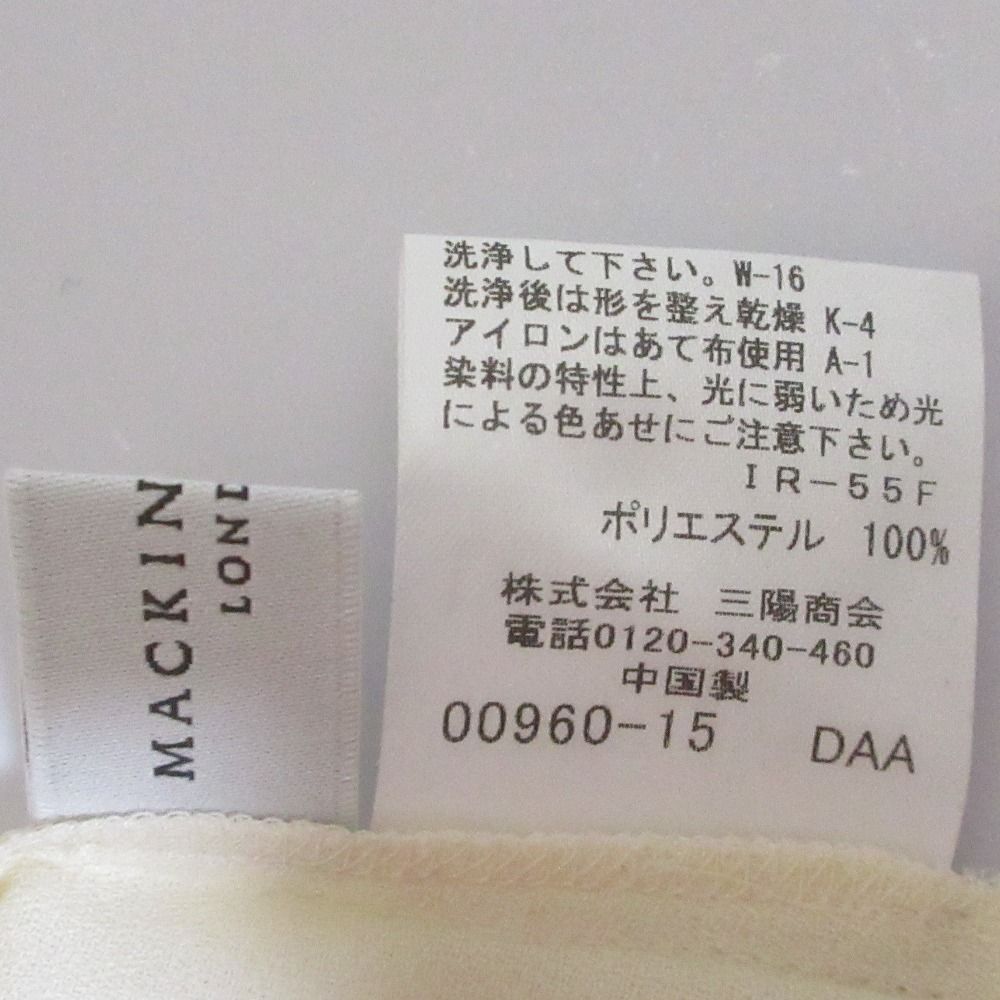 MACKIN
LOND
洗浄して下さい。W-16
洗浄後は形を整え乾燥 K-4
アイロンはあて布使用 A-1
染料の特性上、光に弱いため光
による色あせにご注意下さい。
IR-55F
ポリエステル 100%
株式会社 三陽商会
電話0120-340-460
中国製
00960-15 DAA